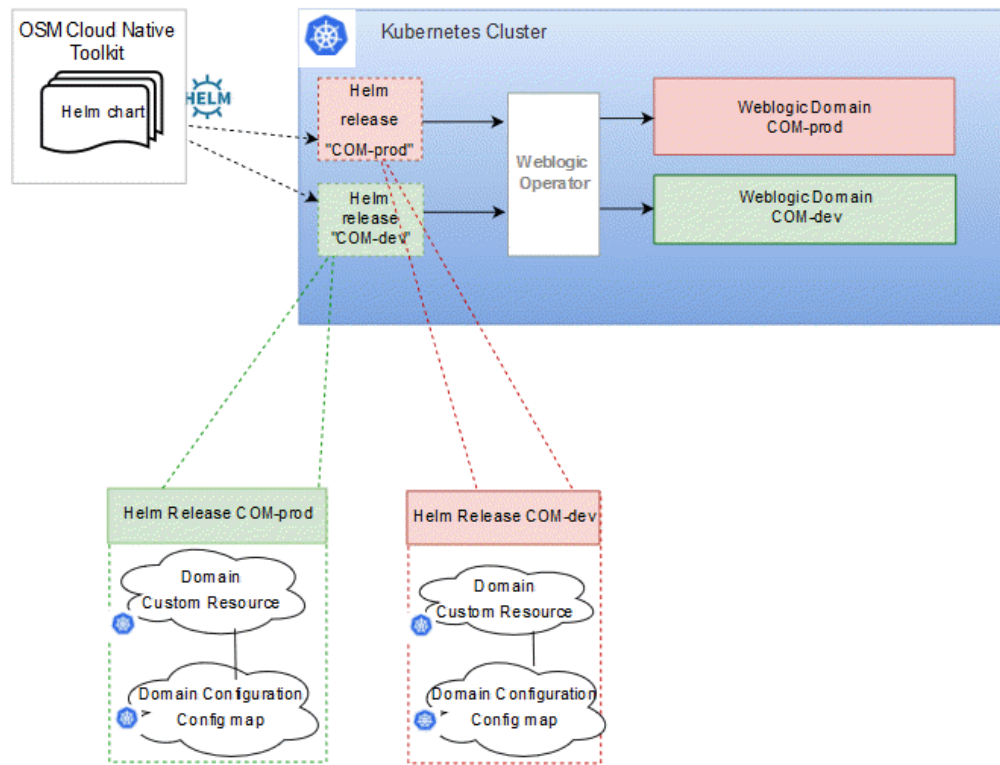 OSM Cloud Native
Toolkit
Helm chart
HELM
Kubernetes Cluster
Helm
release
"COM-prod"
Helm
release
"COM-dev"
Weblogic
Operator
Weblogic Domain
COM-prod
Weblogic Domain
COM-dev
Helm Release COM-prod
Domain
Custom Resource
Domain Configuration
Config map
Helm Release COM-dev
Domain
Custom Resource
Domain Configuration
Config map